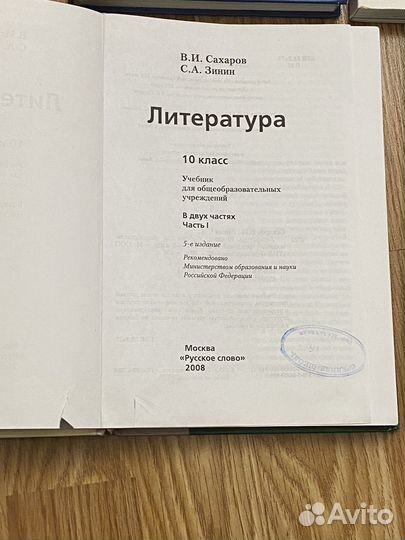 В.И. Сахаров
С.А. Зинин
Литература
10 класс
Учебник
для общеобразовательных
учреждений
В двух частях
Часть I
5-е издание
Рекомендовано
Министерством образования и науки
Российской Федерации
Москва
«Русское слово»
2008
Avito